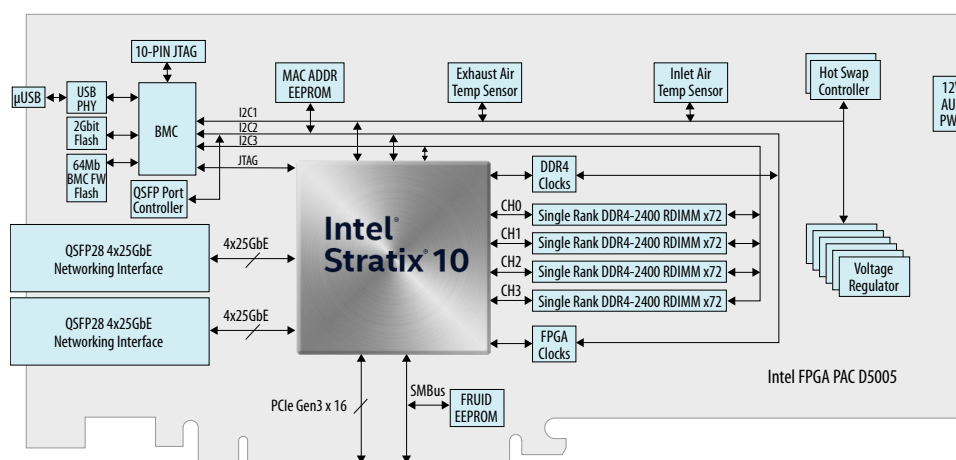 10-PIN JTAG
µUSB
USB
PHY
2Gbit
Flash
64Mb
BMC FW
Flash
BMC
QSFP Port
Controller
MAC ADDR
EEPROM
Exhaust Air
Temp Sensor
Inlet Air
Temp Sensor
Hot Swap
Controller
I2C1
I2C2
I2C3
JTAG
Intel®
Stratix® 10
DDR4
Clocks
CH0
Single Rank DDR4-2400 RDIMM x72
CH1
Single Rank DDR4-2400 RDIMM x72
CH2
Single Rank DDR4-2400 RDIMM x72
CH3
Single Rank DDR4-2400 RDIMM x72
FPGA
Clocks
Voltage
Regulator
QSFP28 4x25GbE
Networking Interface
4x25GbE
QSFP28 4x25GbE
Networking Interface
4x25GbE
PCIe Gen3 x 16
SMBus
FRUID
EEPROM
Intel FPGA PAC D5005